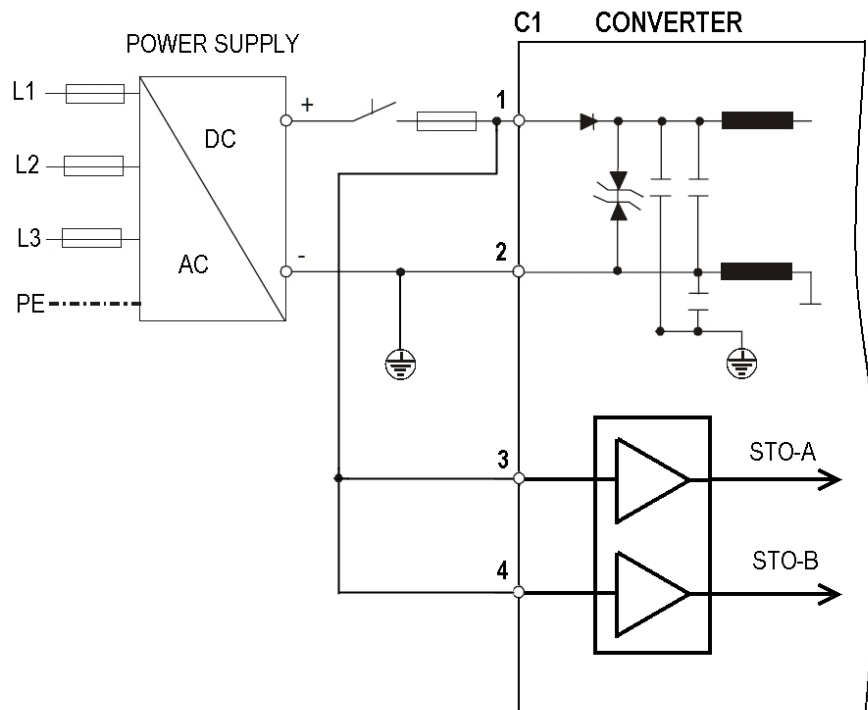 C1 CONVERTER
POWER SUPPLY
L1
+
1
DC
L2
L3
-
2
AC
PE
3
STO-A
4
STO-B